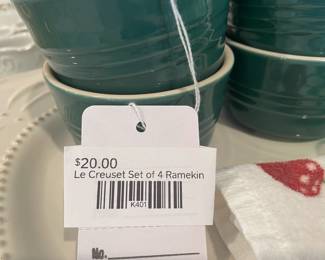 $20.00
Le Creuset Set of 4 Ramekin
K401
No.